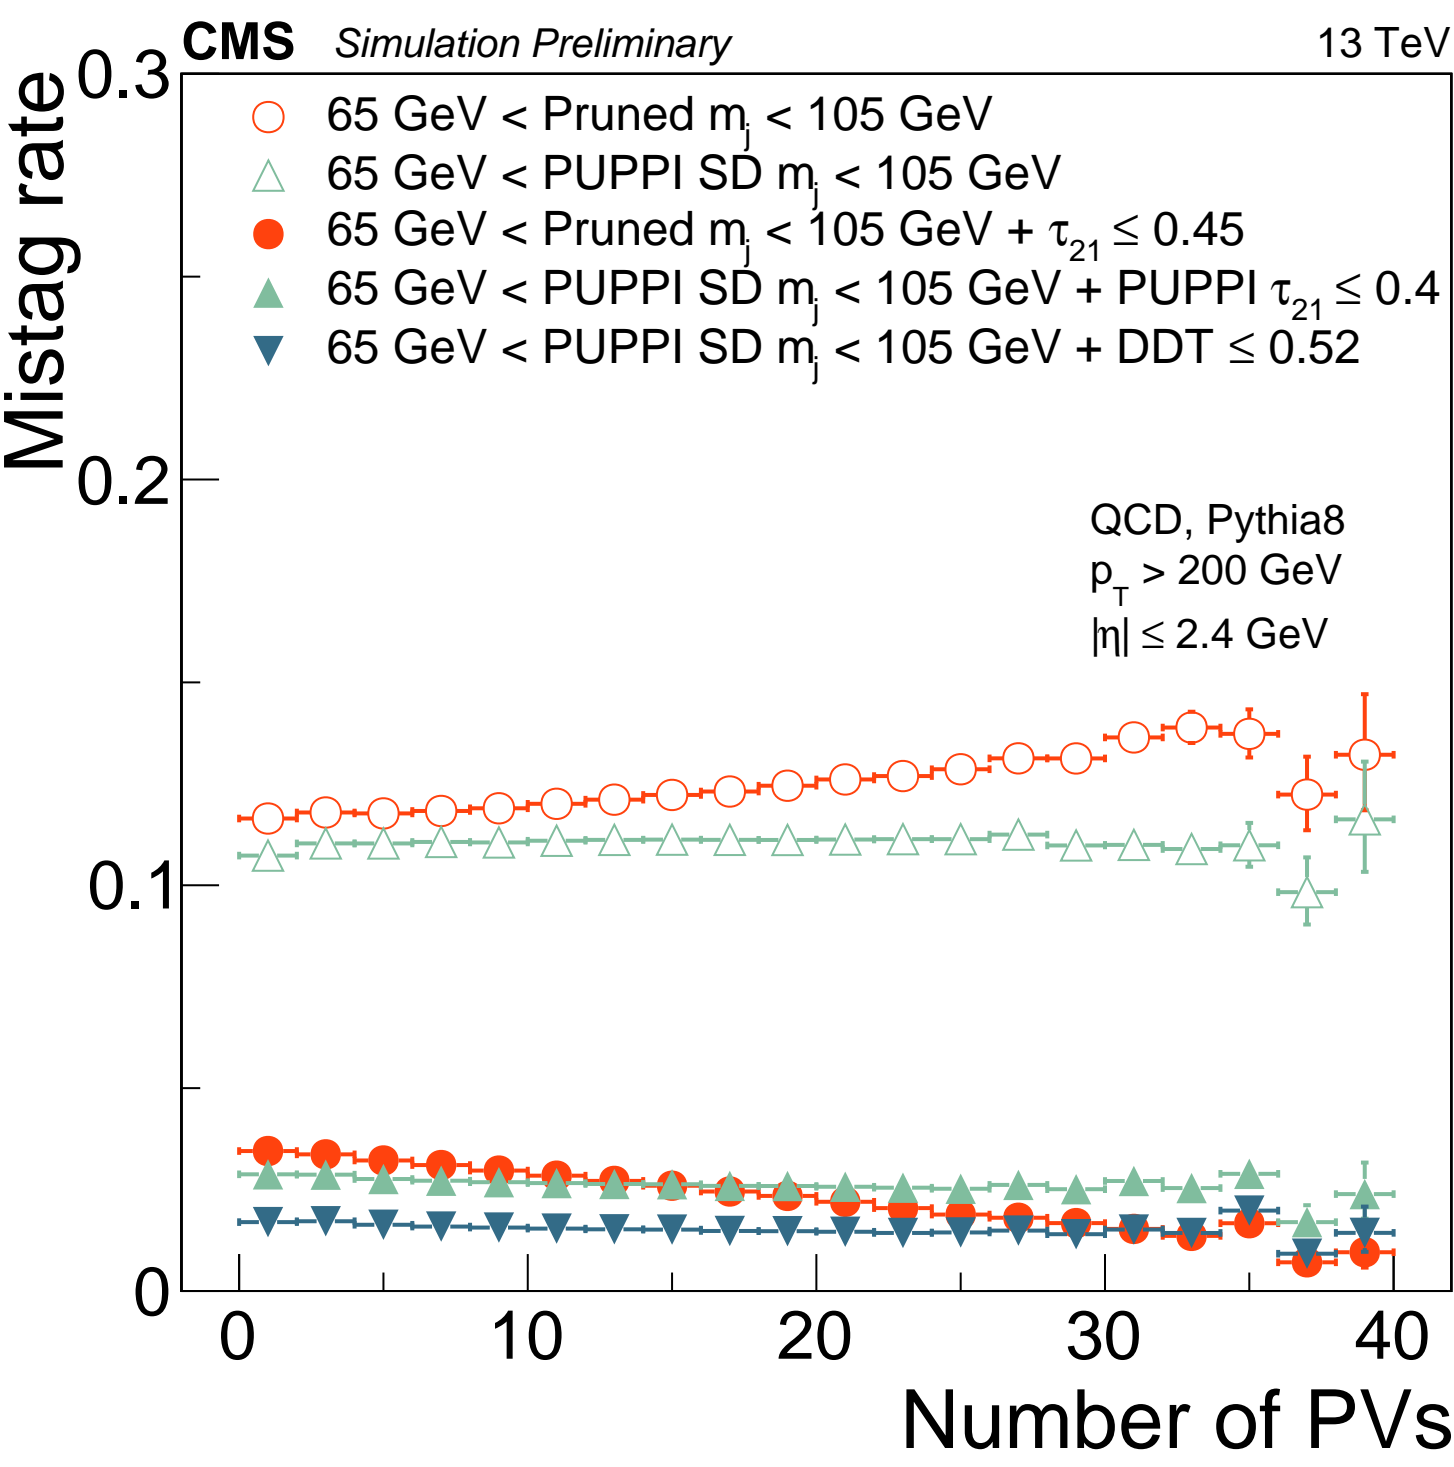 CMS Simulation Preliminary 13 TeV
Mistag rate
0.3
65 GeV < Pruned mj < 105 GeV
65 GeV < PUPPI SD mj < 105 GeV
65 GeV < Pruned mj < 105 GeV + τ21 ≤ 0.45
65 GeV < PUPPI SD mj < 105 GeV + PUPPI τ21 ≤ 0.4
65 GeV < PUPPI SD mj < 105 GeV + DDT ≤ 0.52
0.2
QCD, Pythia8
pT > 200 GeV
|η| ≤ 2.4 GeV
0.1
0
0 10 20 30 40
Number of PVs